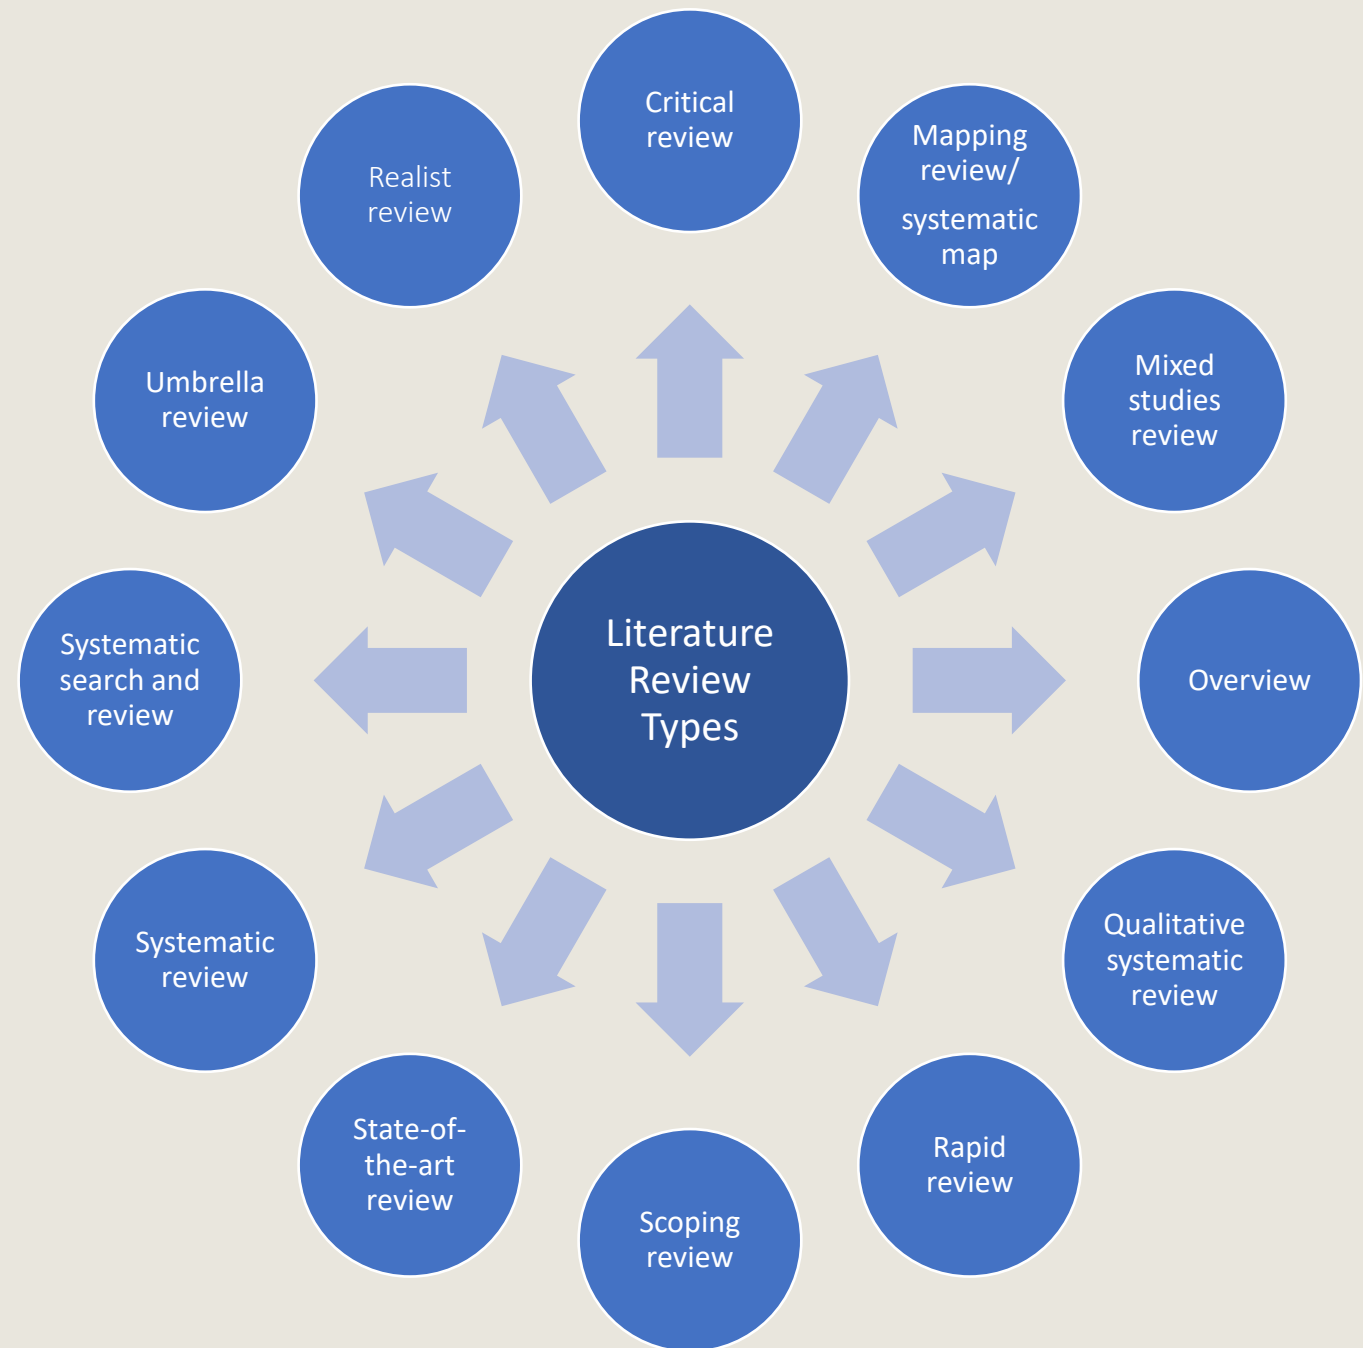 Literature
Review
Types
Critical
review
Mapping
review/
systematic
map
Mixed
studies
review
Overview
Qualitative
systematic
review
Rapid
review
Scoping
review
State-of-
the-art
review
Systematic
review
Systematic
search and
review
Umbrella
review
Realist
review